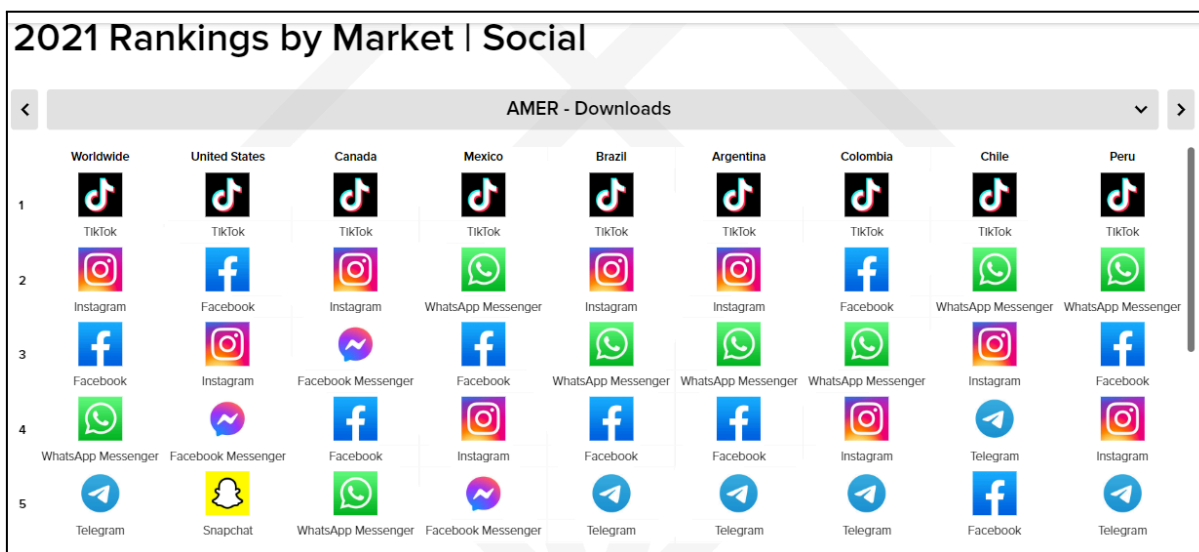 2021 Rankings by Market | Social
AMER - Downloads
Worldwide United States Canada Mexico Brazil Argentina Colombia Chile Peru
1
TikTok TikTok TikTok TikTok TikTok TikTok TikTok TikTok TikTok
2
Instagram Facebook Instagram WhatsApp Messenger Instagram Instagram Facebook WhatsApp Messenger WhatsApp Messenger
3
Facebook Instagram Facebook Messenger Facebook WhatsApp Messenger WhatsApp Messenger WhatsApp Messenger Instagram Facebook
4
WhatsApp Messenger Facebook Messenger Facebook Instagram Facebook Facebook Instagram Telegram Instagram
5
Telegram Snapchat WhatsApp Messenger Facebook Messenger Telegram Telegram Telegram Facebook Telegram